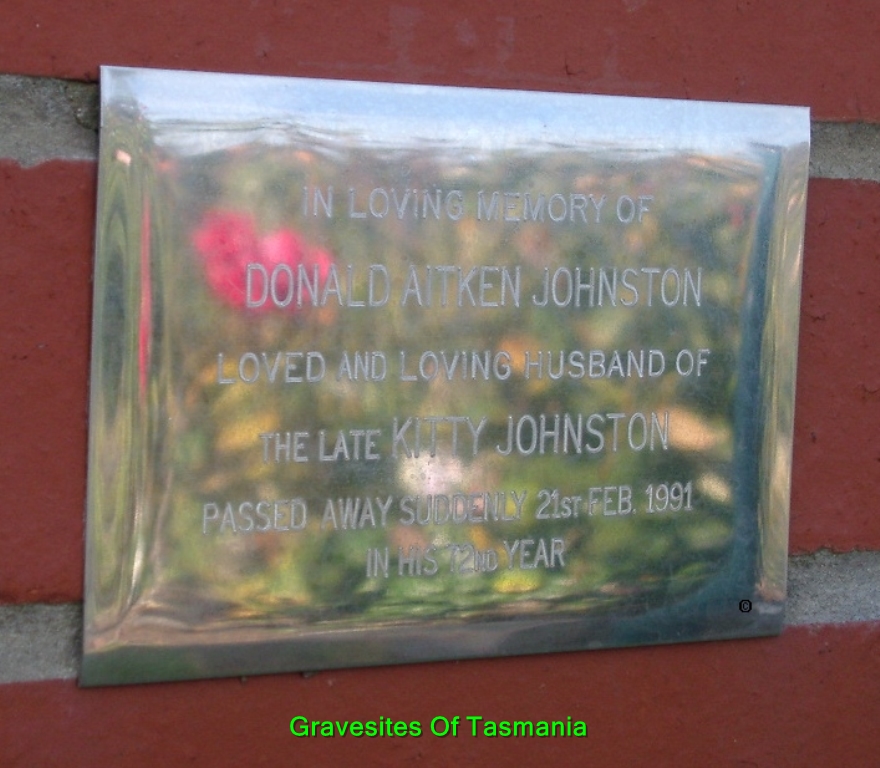 IN LOVING MEMORY OF
DONALD AITKEN JOHNSTON
LOVED AND LOVING HUSBAND OF
THE LATE KITTY JOHNSTON
PASSED AWAY SUDDENLY 21ST FEB. 1991
IN HIS 72ND YEAR
©
Gravesites Of Tasmania